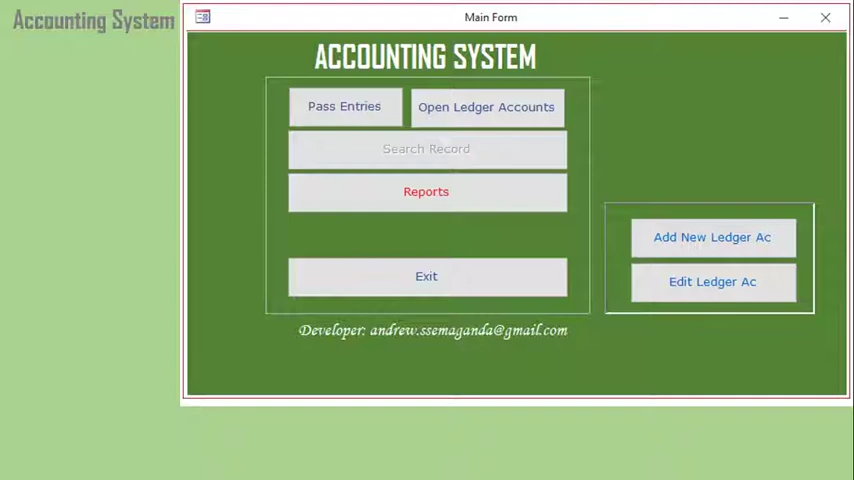 Accounting System
Main Form
ACCOUNTING SYSTEM
Pass Entries
Open Ledger Accounts
Search Record
Reports
Add New Ledger Ac
Edit Ledger Ac
Exit
Developer: andrew.ssemaganda@gmail.com